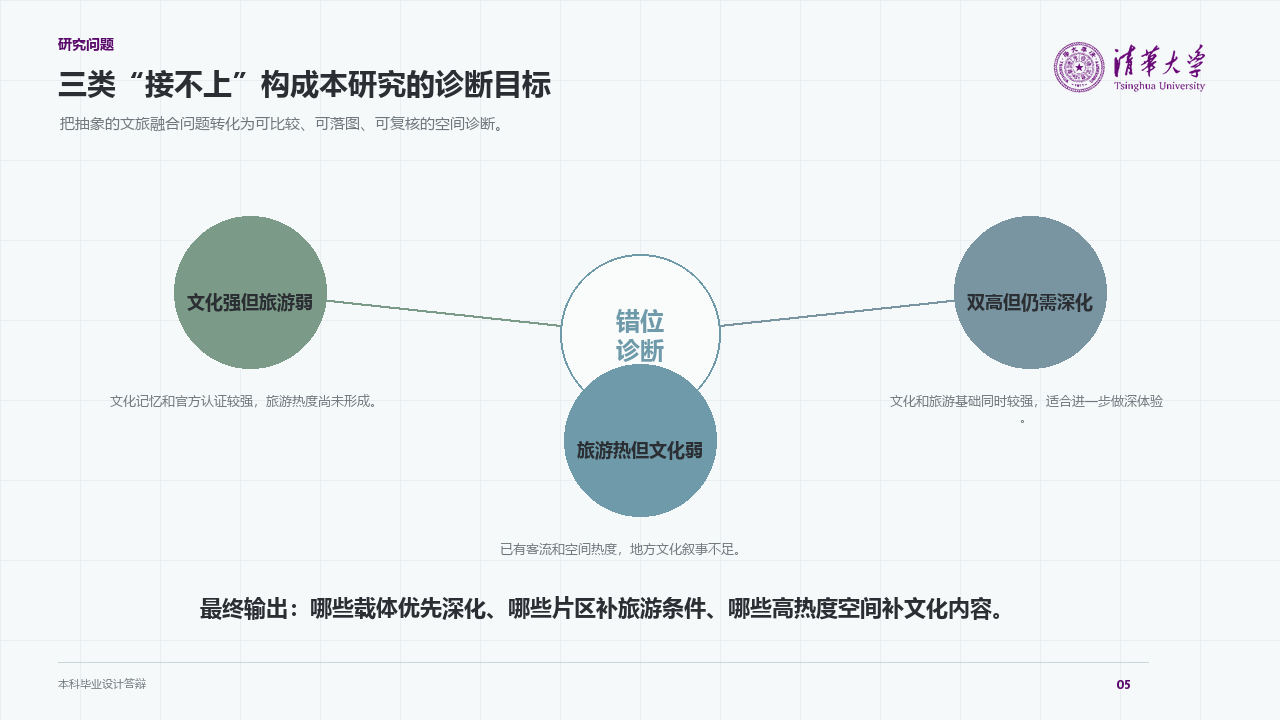 研究问题
三类“接不上”构成本研究的诊断目标
把抽象的文旅融合问题转化为可比较、可落图、可复核的空间诊断。
清华大学
Tsinghua University
文化强但旅游弱
错位
诊断
双高但仍需深化
文化记忆和官方认证较强，旅游热度尚未形成。
旅游热但文化弱
文化和旅游基础同时较强，适合进一步做深体验
。
已有客流和空间热度，地方文化叙事不足。
最终输出：哪些载体优先深化、哪些片区补旅游条件、哪些高热度空间补文化内容。
本科毕业设计答辩
05